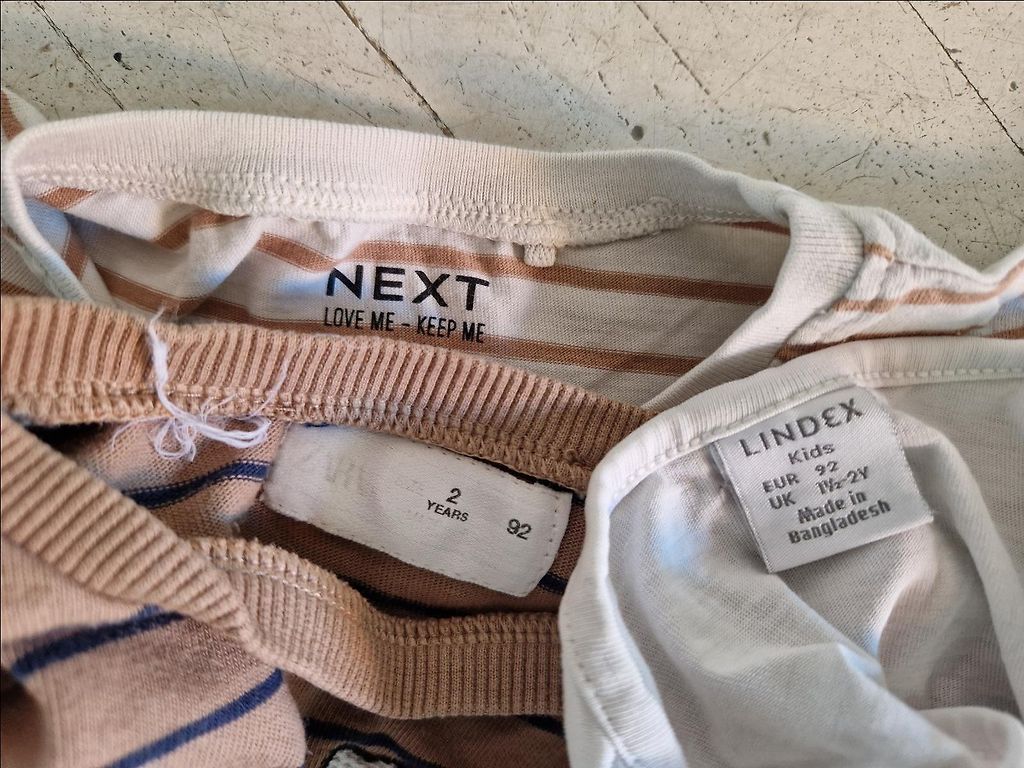 NEXT
LOVE ME - KEEP ME
2
YEARS
92
LINDEX
Kids
EUR 92
UK 1½-2Y
Made in
Bangladesh